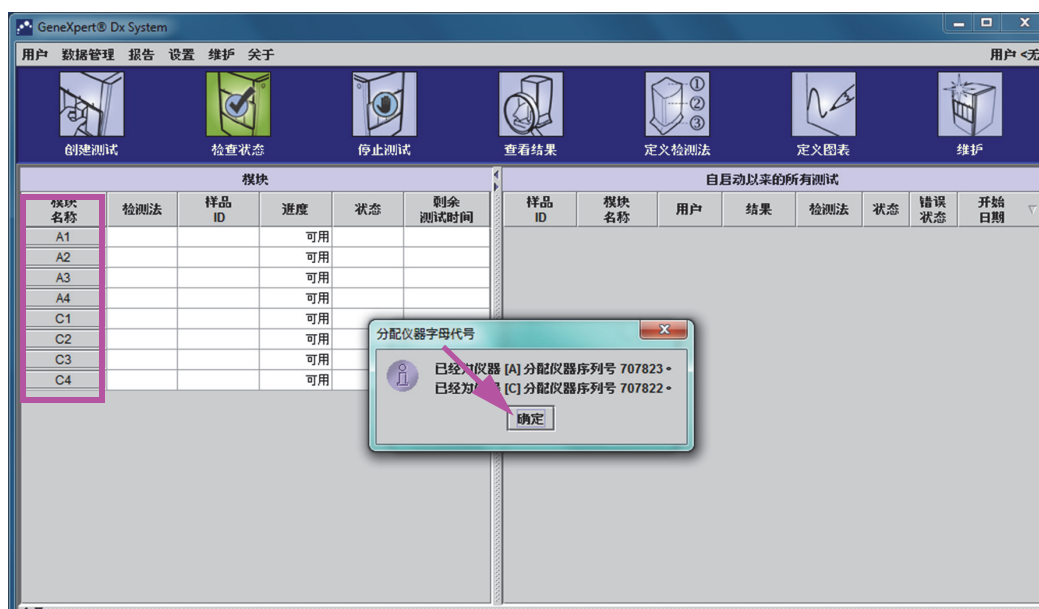 GeneXpert® Dx System
用户 数据管理 报告 设置 维护 关于
用户 <无
① ② ③
创建测试 检查状态 停止测试 查看结果 定义检测法 定义图表 维护
模块 自启动以来的所有测试
模块 名称 检测法 样品 ID 进度 状态 剩余 测试时间 样品 ID 模块 名称 用户 结果 检测法 状态 错误 状态 开始 日期
A1 可用
A2 可用
A3 可用
A4 可用
C1 可用
C2 可用
C3 可用
C4 可用
分配仪器字母代号
已经为仪器 [A] 分配仪器序列号 707823。
已经为仪器 [C] 分配仪器序列号 707822。
确定